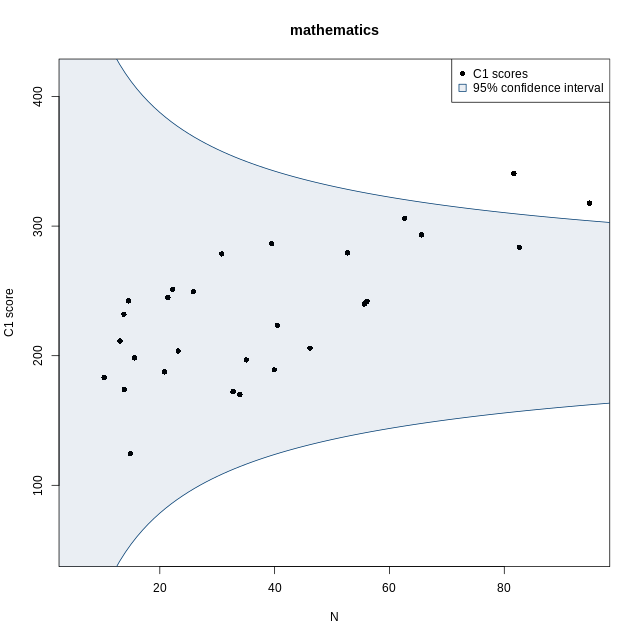 mathematics
C1 scores
95% confidence interval
400
300
200
100
C1 score
20 40 60 80
N